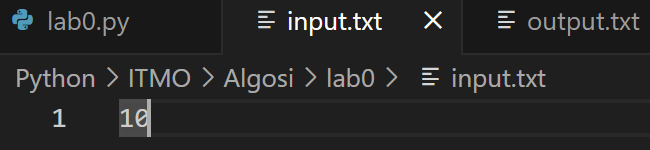 lab0.py input.txt output.txt
Python > ITMO > Algosi > lab0 > input.txt
1 10